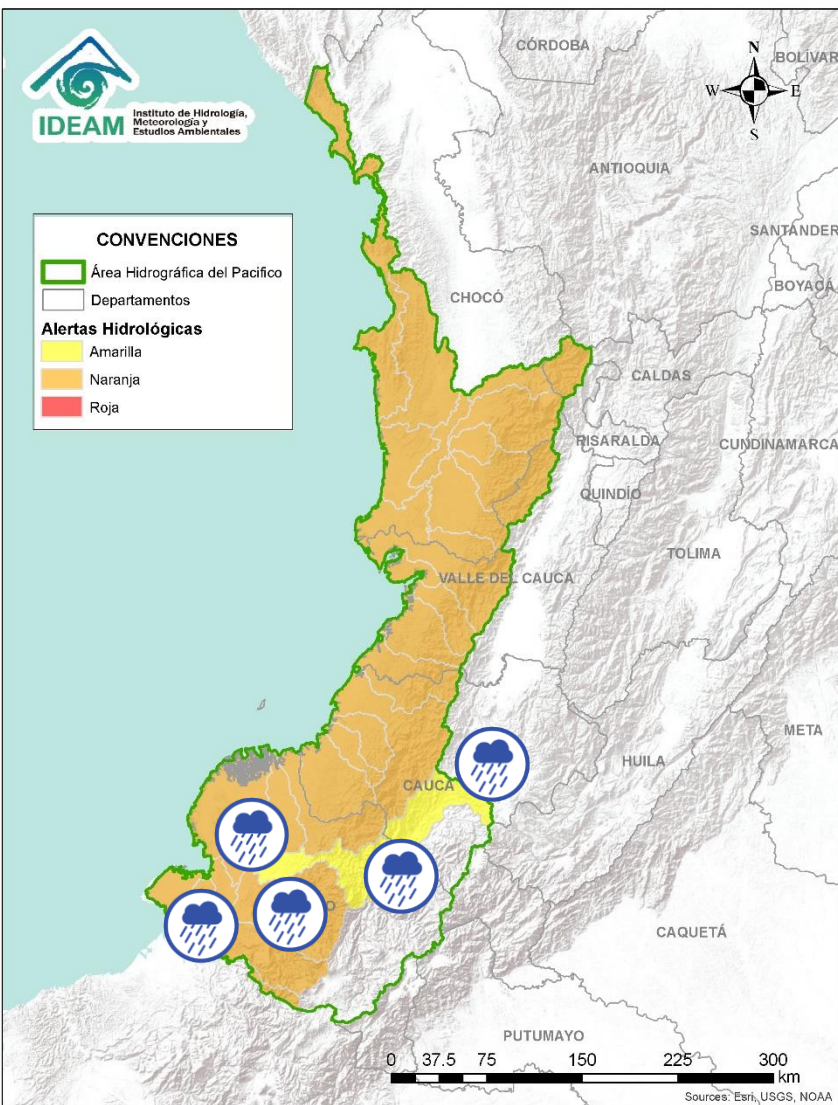 IDEAM
Instituto de Hidrología,
Meteorología y
Estudios Ambientales
CÓRDOBA
BOLÍVAR
N
W
E
S
ANTIOQUIA
SANTANDER
BOYACÁ
CONVENCIONES
Área Hidrográfica del Pacifico
Departamentos
Alertas Hidrológicas
Amarilla
Naranja
Roja
CHOCÓ
CALDAS
RISARALDA
CUNDINAMARCA
QUINDÍO
TOLIMA
VALLE DEL CAUCA
META
HUILA
CAUCA
O
CAQUETÁ
PUTUMAYO
0 37.5 75 150 225 300
km
Sources: Esri, USGS, NOAA